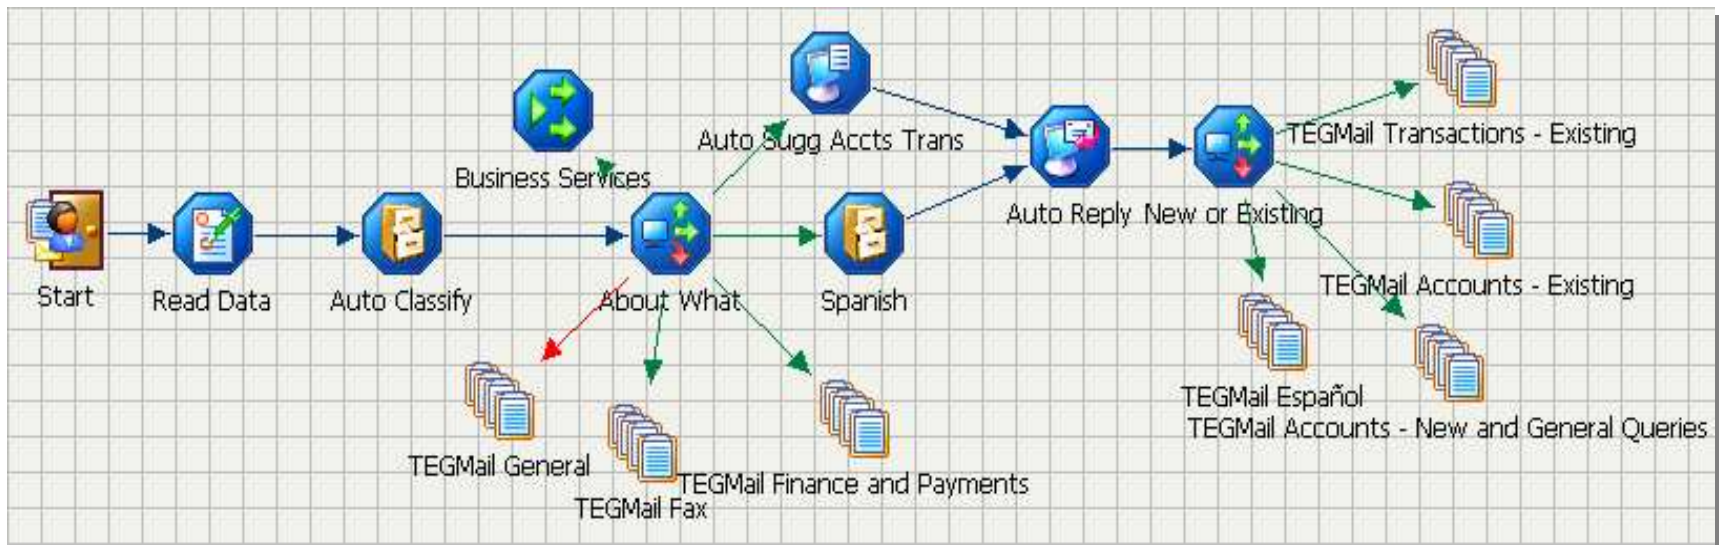 TEGMail Transactions - Existing
Auto Sugg Accts Trans
Business Services
Auto Reply
New or Existing
Start
Read Data
Auto Classify
About What
Spanish
TEGMail Accounts - Existing
TEGMail Español
TEGMail Accounts - New and General Queries
TEGMail General
TEGMail Finance and Payments
TEGMail Fax